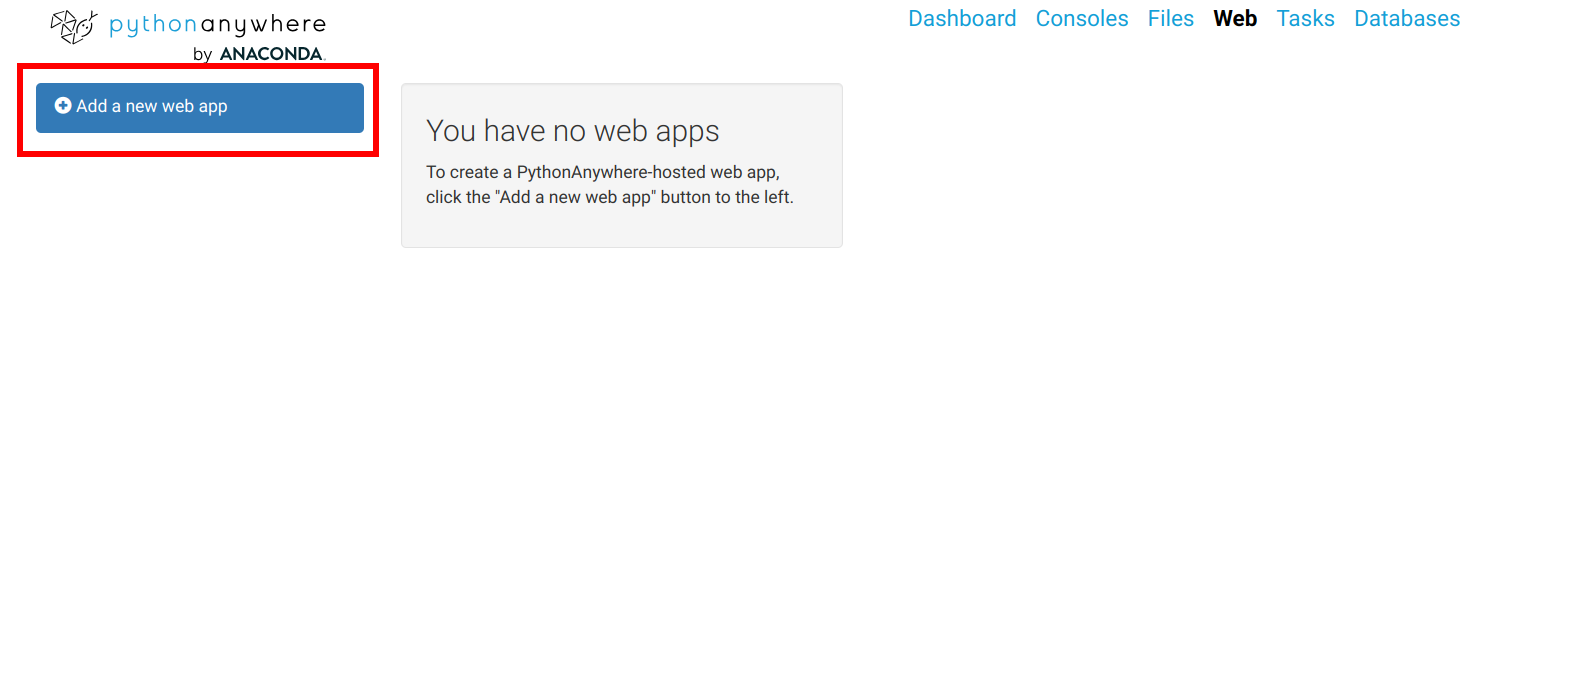 pythonanywhere
by ANACONDA.
Dashboard Consoles Files Web Tasks Databases
Add a new web app
You have no web apps
To create a PythonAnywhere-hosted web app,
click the "Add a new web app" button to the left.